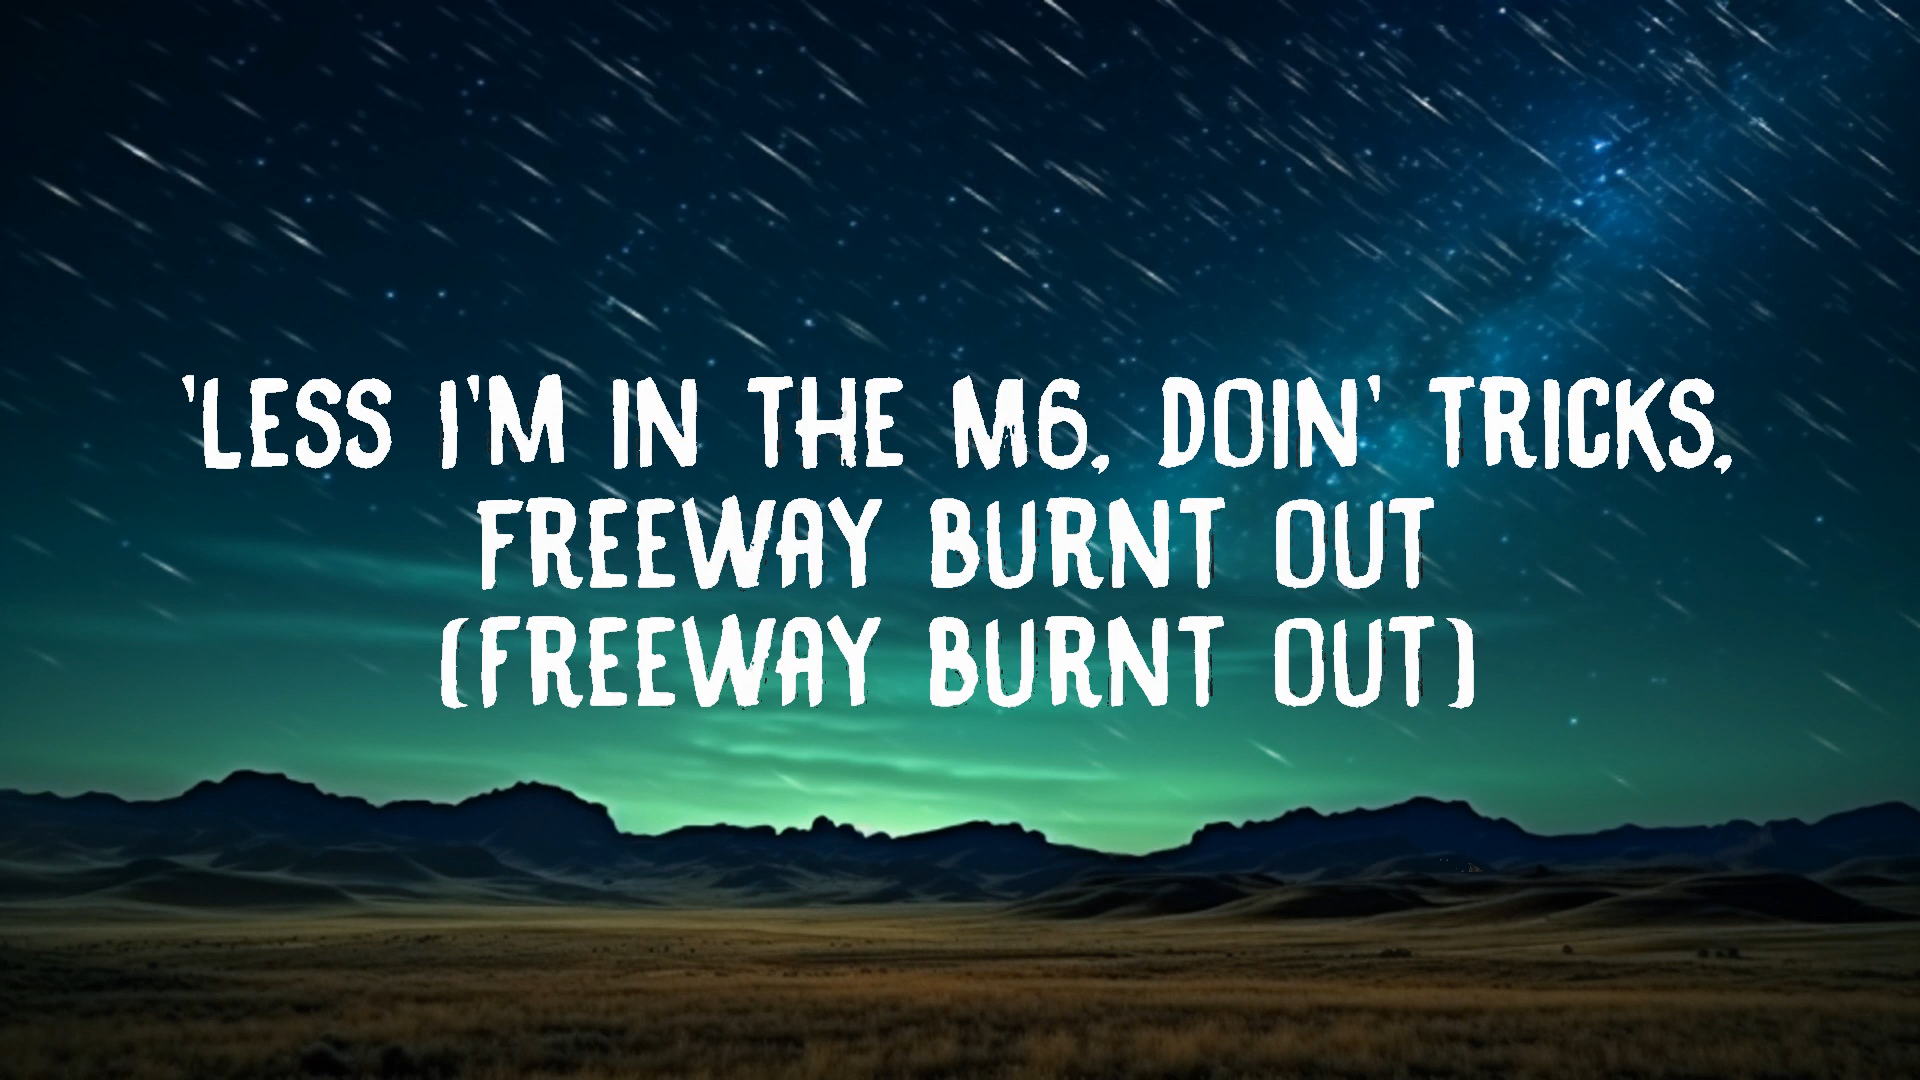 'LESS I'M IN THE M6, DOIN' TRICKS,
FREEWAY BURNT OUT
(FREEWAY BURNT OUT)